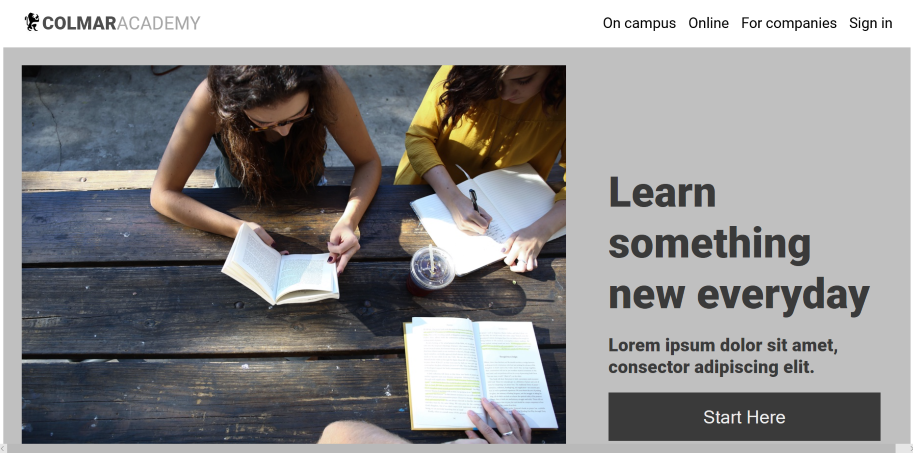 COLMARACADEMY
On campus Online For companies Sign in
Learn
something
new everyday
Lorem ipsum dolor sit amet,
consector adipiscing elit.
Start Here